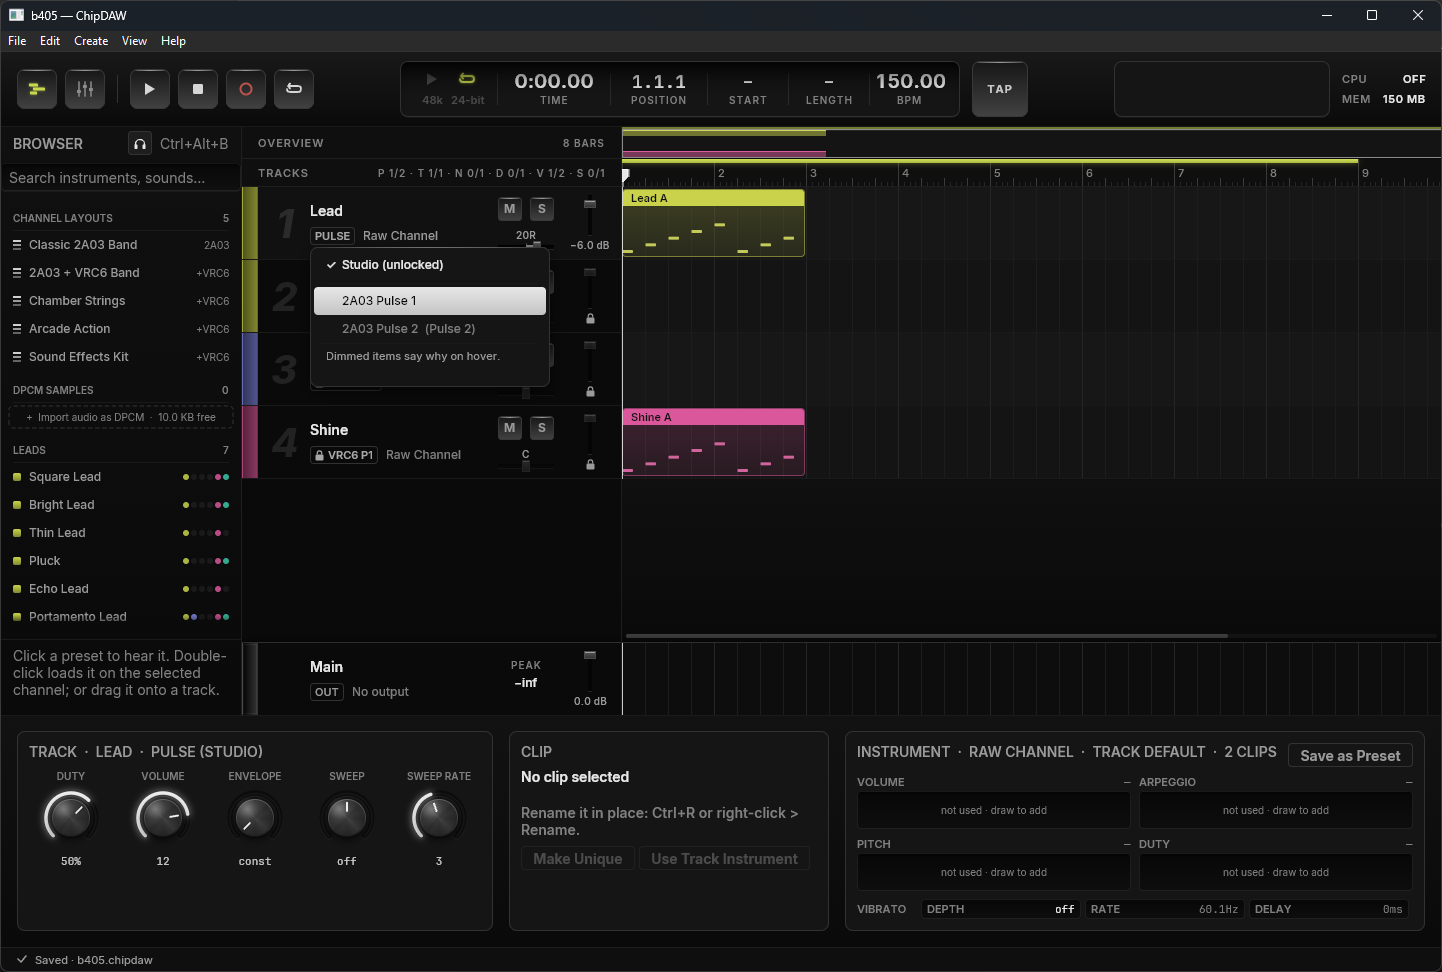 b405 — ChipDAW
File Edit Create View Help
48k 24-bit
0:00.00
TIME
1.1.1
POSITION
–
START
–
LENGTH
150.00
BPM
TAP
CPU OFF
MEM 150 MB
BROWSER Ctrl+Alt+B
Search instruments, sounds...
CHANNEL LAYOUTS 5
Classic 2A03 Band 2A03
2A03 + VRC6 Band +VRC6
Chamber Strings +VRC6
Arcade Action +VRC6
Sound Effects Kit +VRC6
DPCM SAMPLES 0
+ Import audio as DPCM · 10.0 KB free
LEADS 7
Square Lead
Bright Lead
Thin Lead
Pluck
Echo Lead
Portamento Lead
Click a preset to hear it. Double-
click loads it on the selected
channel; or drag it onto a track.
OVERVIEW 8 BARS
TRACKS P 1/2 · T 1/1 · N 0/1 · D 0/1 · V 1/2 · S 0/1
2 3 4 5 6 7 8 9
1 Lead M S
PULSE Raw Channel 20R –6.0 dB
Lead A
✓ Studio (unlocked)
2A03 Pulse 1
2A03 Pulse 2 (Pulse 2)
Dimmed items say why on hover.
2
3
4 Shine M S
VRC6 P1 Raw Channel C
Shine A
Main PEAK
OUT No output –inf
0.0 dB
TRACK · LEAD · PULSE (STUDIO)
DUTY VOLUME ENVELOPE SWEEP SWEEP RATE
50% 12 const off 3
CLIP
No clip selected
Rename it in place: Ctrl+R or right-click >
Rename.
Make Unique Use Track Instrument
INSTRUMENT · RAW CHANNEL · TRACK DEFAULT · 2 CLIPS Save as Preset
VOLUME – ARPEGGIO –
not used · draw to add not used · draw to add
PITCH – DUTY –
not used · draw to add not used · draw to add
VIBRATO DEPTH off RATE 60.1Hz DELAY 0ms
✓ Saved · b405.chipdaw